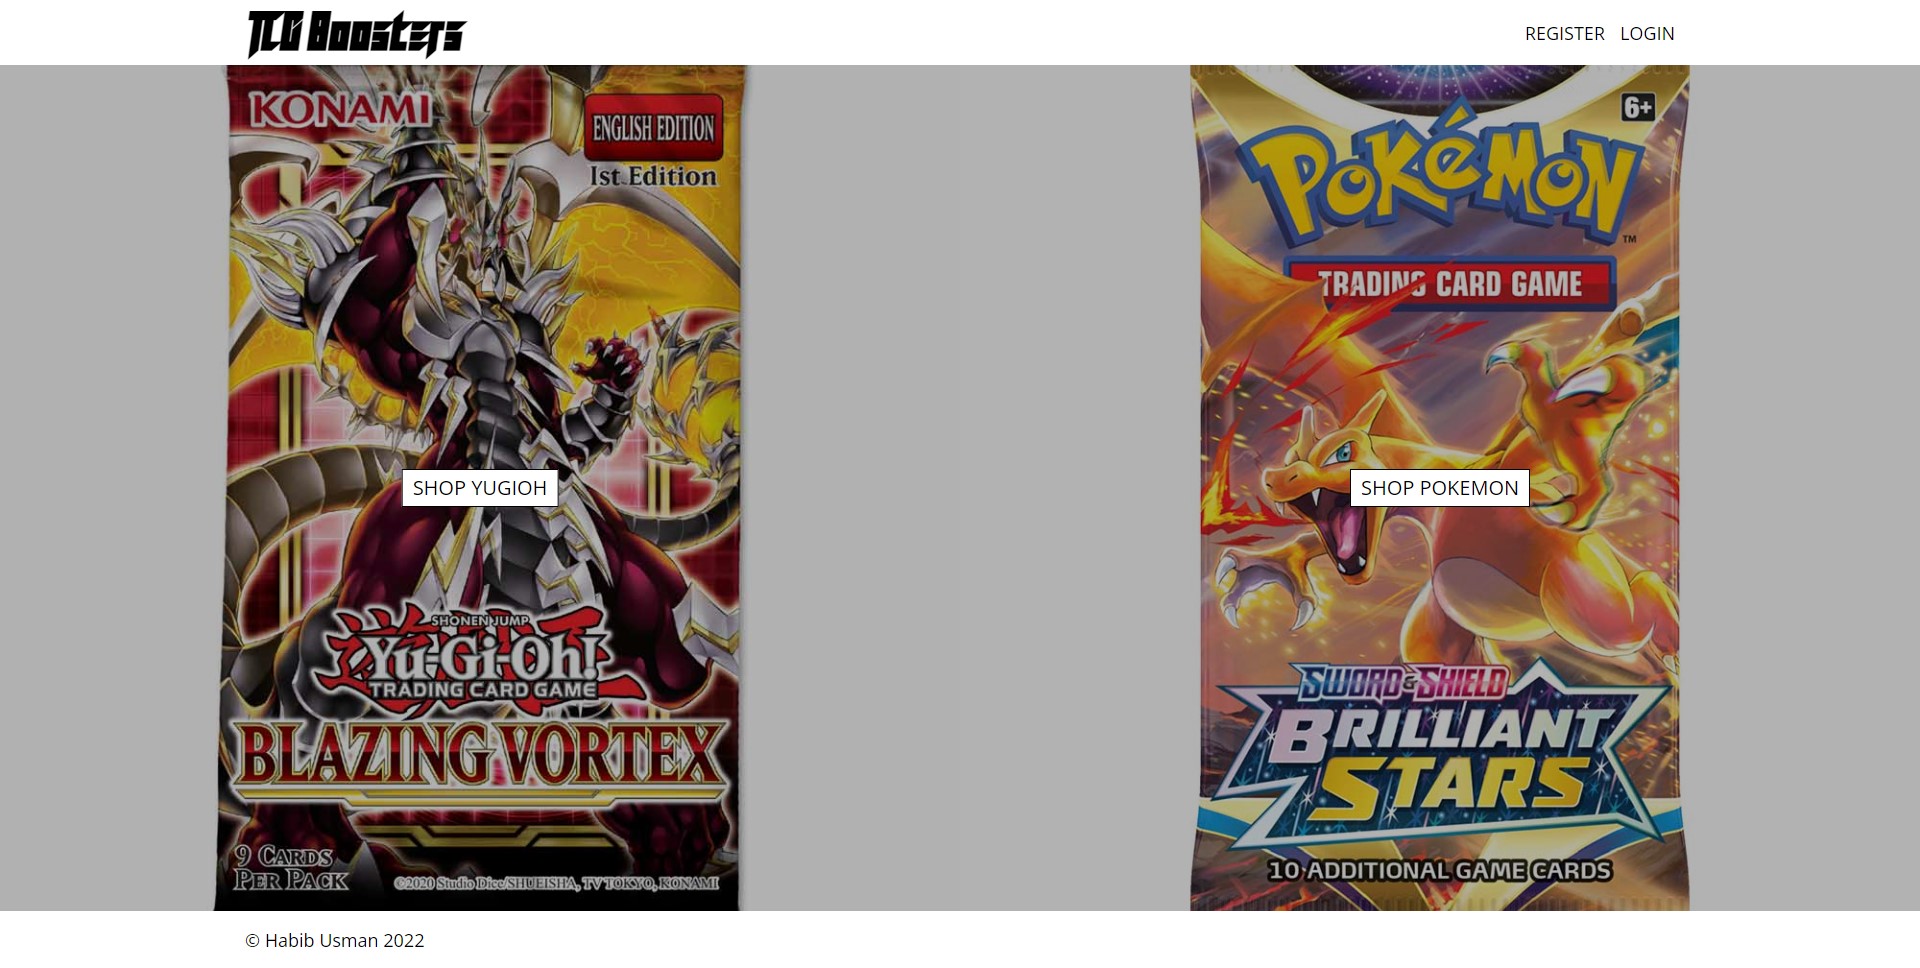 TCG Boosters
REGISTER LOGIN
KONAMI
ENGLISH EDITION
1st Edition
SHOP YUGIOH
SHONEN JUMP
Yu-Gi-Oh!
TRADING CARD GAME
BLAZING VORTEX
9 CARDS
PER PACK
©2020 Studio Dice/SHUEISHA, TV TOKYO, KONAMI
6+
POKéMON
TM
TRADING CARD GAME
SHOP POKEMON
SWORD & SHIELD
BRILLIANT
STARS
10 ADDITIONAL GAME CARDS
© Habib Usman 2022